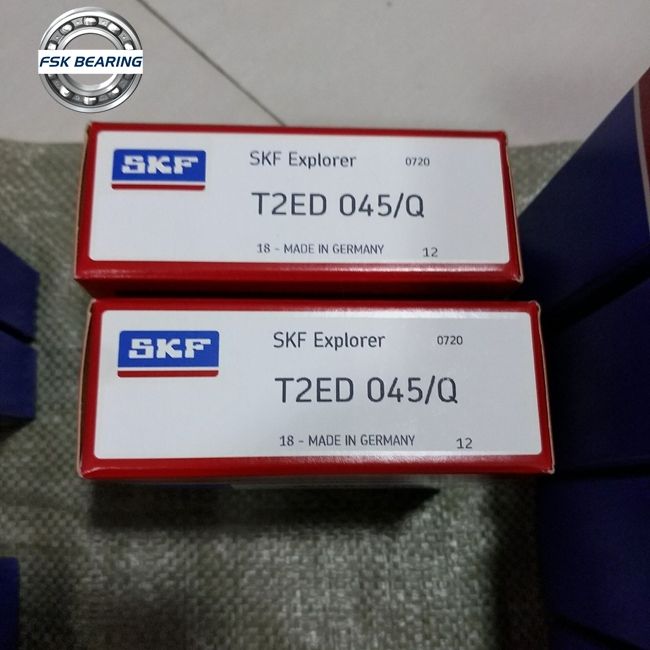 FSK BEARING
SKF
SKF Explorer 0720
T2ED 045/Q
18 - MADE IN GERMANY 12
SKF
SKF Explorer 0720
T2ED 045/Q
18 - MADE IN GERMANY 12